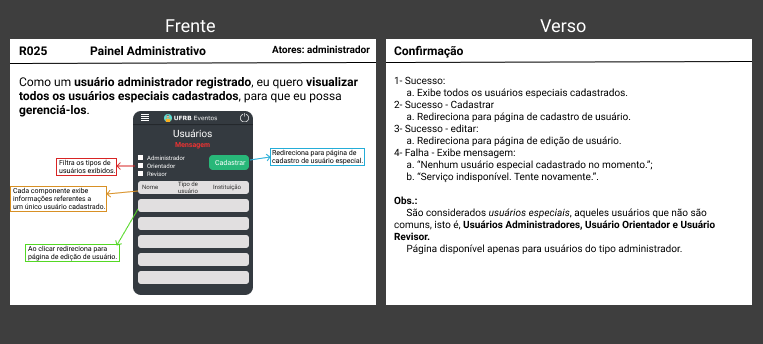 Frente
Verso
R025 Painel Administrativo Atores: administrador
Como um usuário administrador registrado, eu quero visualizar
todos os usuários especiais cadastrados, para que eu possa
gerenciá-los.
UFRB Eventos
Usuários
Mensagem
Administrador
Orientador
Revisor
Cadastrar
Nome Tipo de usuário Instituição
Filtra os tipos de
usuários exibidos.
Cada componente exibe
informações referentes a
um único usuário cadastrado.
Ao clicar redireciona para
página de edição de usuário.
Redireciona para página de
cadastro de usuário especial.
Confirmação
1- Sucesso:
a. Exibe todos os usuários especiais cadastrados.
2- Sucesso - Cadastrar
a. Redireciona para página de cadastro de usuário.
3- Sucesso - editar:
a. Redireciona para página de edição de usuário.
4- Falha - Exibe mensagem:
a. “Nenhum usuário especial cadastrado no momento.”;
b. “Serviço indisponível. Tente novamente.”.
Obs.:
São considerados usuários especiais, aqueles usuários que não são
comuns, isto é, Usuários Administradores, Usuário Orientador e Usuário
Revisor.
Página disponível apenas para usuários do tipo administrador.